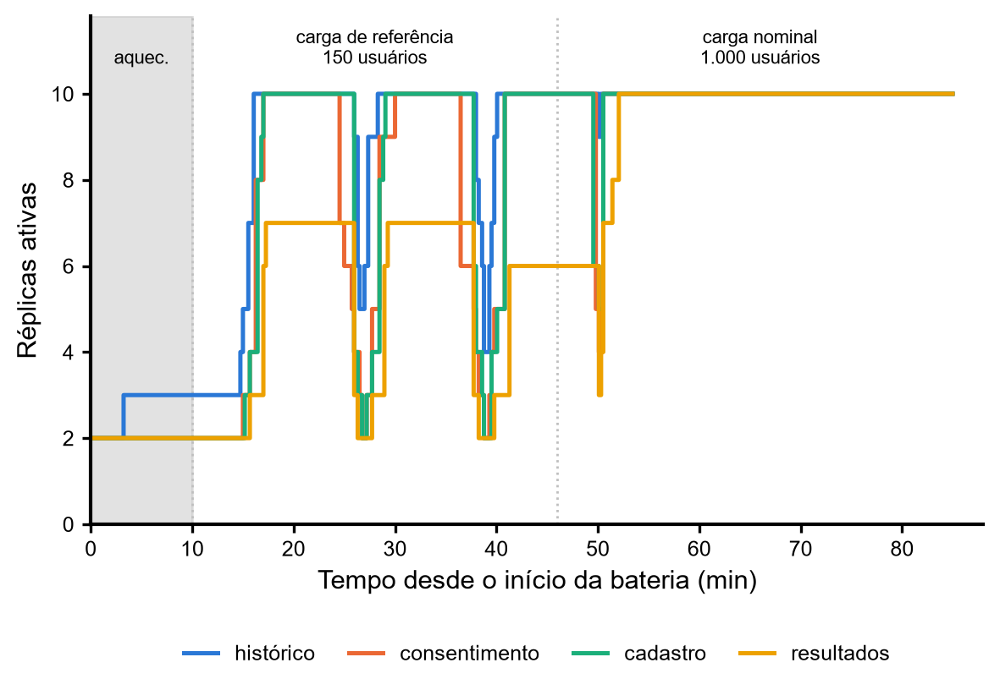 carga de referência
150 usuários
carga nominal
1.000 usuários
aquec.
Réplicas ativas
10
8
6
4
2
0
0 10 20 30 40 50 60 70 80
Tempo desde o início da bateria (min)
histórico consentimento cadastro resultados